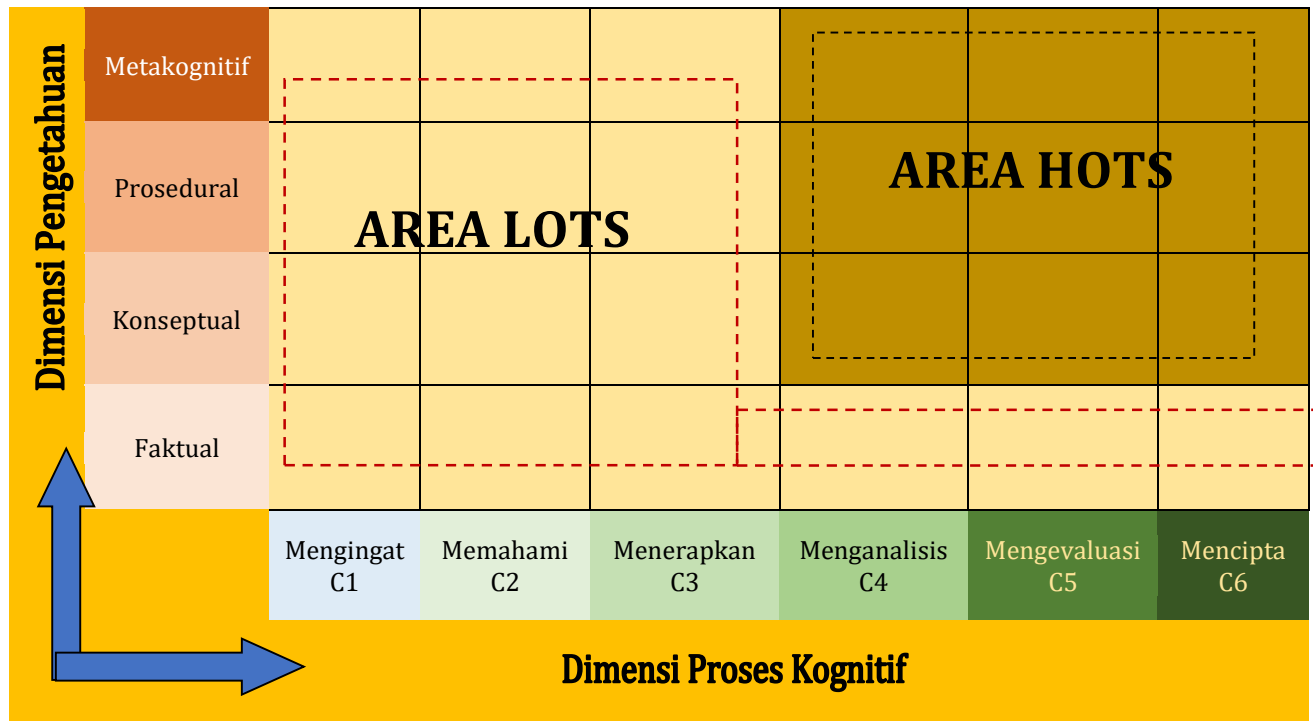 Dimensi Pengetahuan
Metakognitif
Prosedural
Konseptual
Faktual
AREA LOTS
AREA HOTS
Mengingat
C1
Memahami
C2
Menerapkan
C3
Menganalisis
C4
Mengevaluasi
C5
Mencipta
C6
Dimensi Proses Kognitif